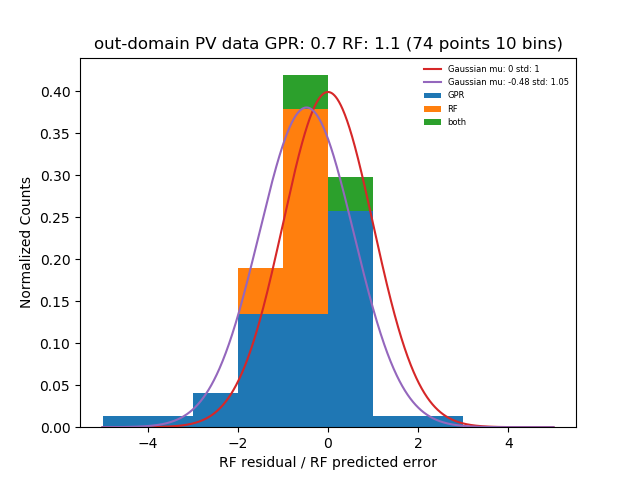 out-domain PV data GPR: 0.7 RF: 1.1 (74 points 10 bins)
Gaussian mu: 0 std: 1
Gaussian mu: -0.48 std: 1.05
GPR
RF
both
Normalized Counts
0.40
0.35
0.30
0.25
0.20
0.15
0.10
0.05
0.00
−4
−2
0
2
4
RF residual / RF predicted error